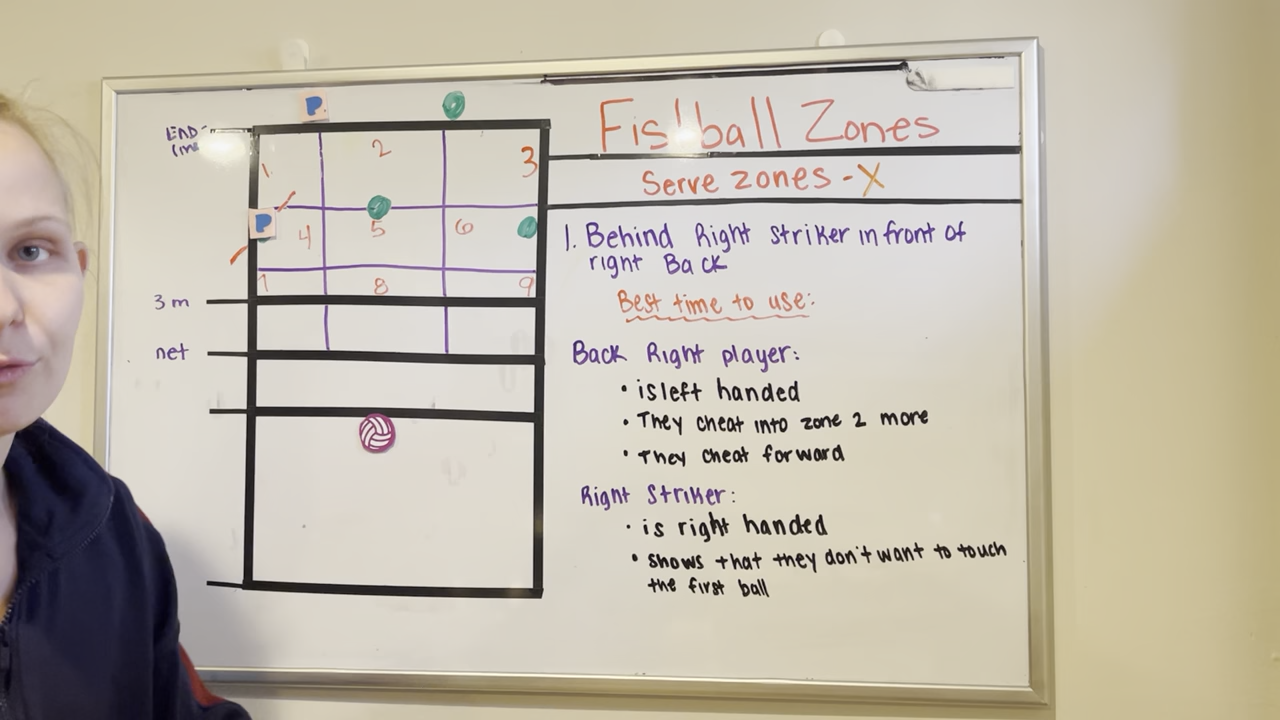 Fistball Zones
Serve zones - X
1. Behind Right striker in front of
right Back
Best time to use:
Back Right player:
• is left handed
• They cheat into zone 2 more
• They cheat forward
Right Striker:
• is right handed
• shows that they don't want to touch
the first ball
P.
END
1. 2 3
P
4 5 6
7 8 9
3 m
net